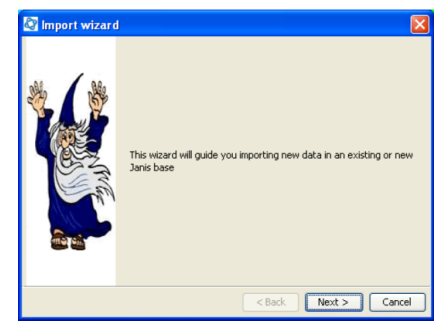 Import wizard
This wizard will guide you importing new data in an existing or new
Janis base
< Back
Next >
Cancel